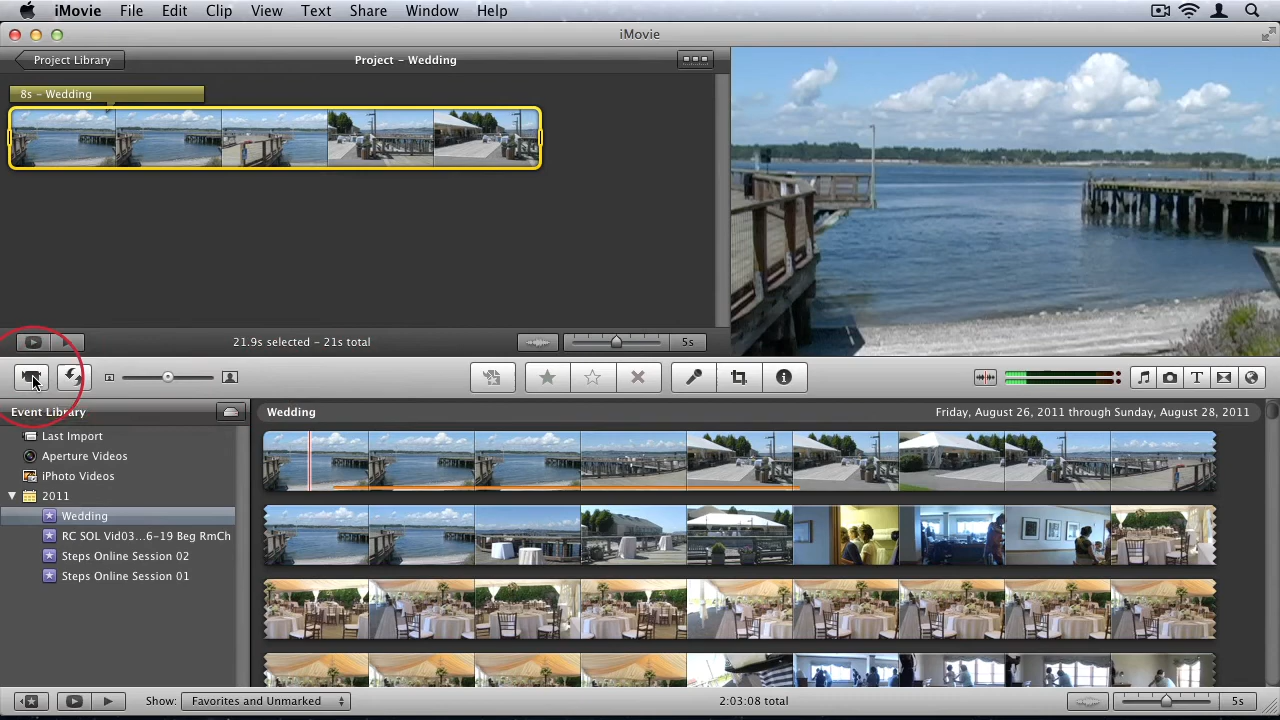 iMovie File Edit Clip View Text Share Window Help
iMovie
Project Library
Project - Wedding
8s - Wedding
21.9s selected - 21s total
5s
Event Library
Wedding
Friday, August 26, 2011 through Sunday, August 28, 2011
Last Import
Aperture Videos
iPhoto Videos
2011
Wedding
RC SOL Vid03...6-19 Beg RmCh
Steps Online Session 02
Steps Online Session 01
Show: Favorites and Unmarked
2:03:08 total
5s